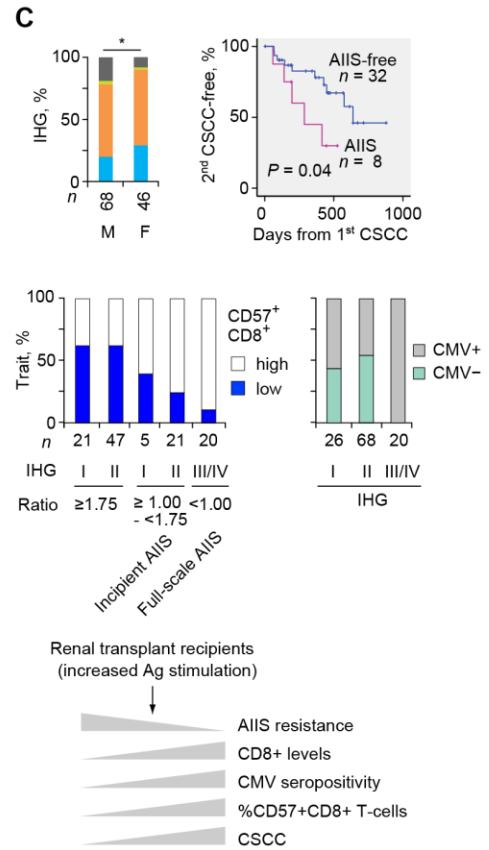 C
*
IHG, %
100
50
0
n
68
46
M
F
2nd CSCC-free, %
100
50
0
AIIS-free
n = 32
AIIS
n = 8
P = 0.04
0
500
1000
Days from 1st CSCC
Trait, %
100
50
0
CD57+
CD8+
high
low
n
21
47
5
21
20
IHG
I
II
I
II
III/IV
Ratio
≥1.75
≥ 1.00
- <1.75
<1.00
Incipient AIIS
Full-scale AIIS
CMV+
CMV−
26
68
20
I
II
III/IV
IHG
Renal transplant recipients
(increased Ag stimulation)
AIIS resistance
CD8+ levels
CMV seropositivity
%CD57+CD8+ T-cells
CSCC